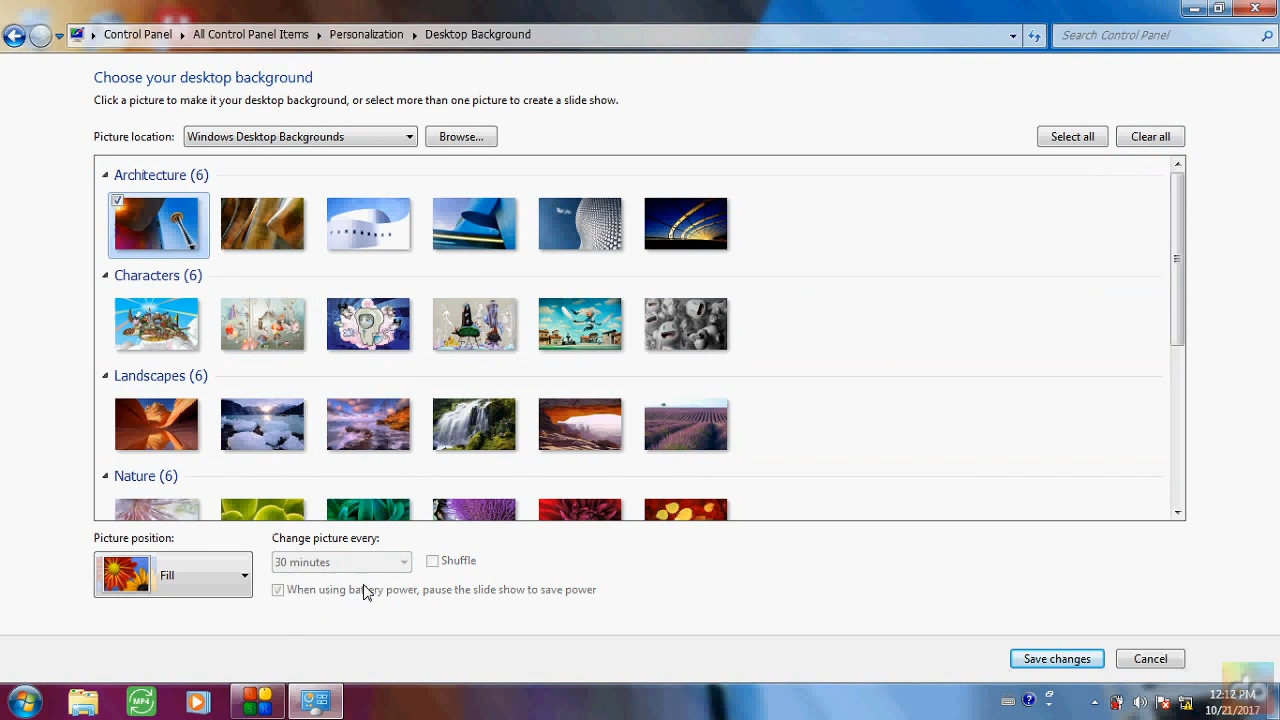 Control Panel All Control Panel Items Personalization Desktop Background
Search Control Panel
Choose your desktop background
Click a picture to make it your desktop background, or select more than one picture to create a slide show.
Picture location: Windows Desktop Backgrounds Browse... Select all Clear all
Architecture (6)
Characters (6)
Landscapes (6)
Nature (6)
Picture position: Change picture every:
Fill 30 minutes Shuffle
When using battery power, pause the slide show to save power
Save changes Cancel
MP4
12:12 PM
10/21/2017